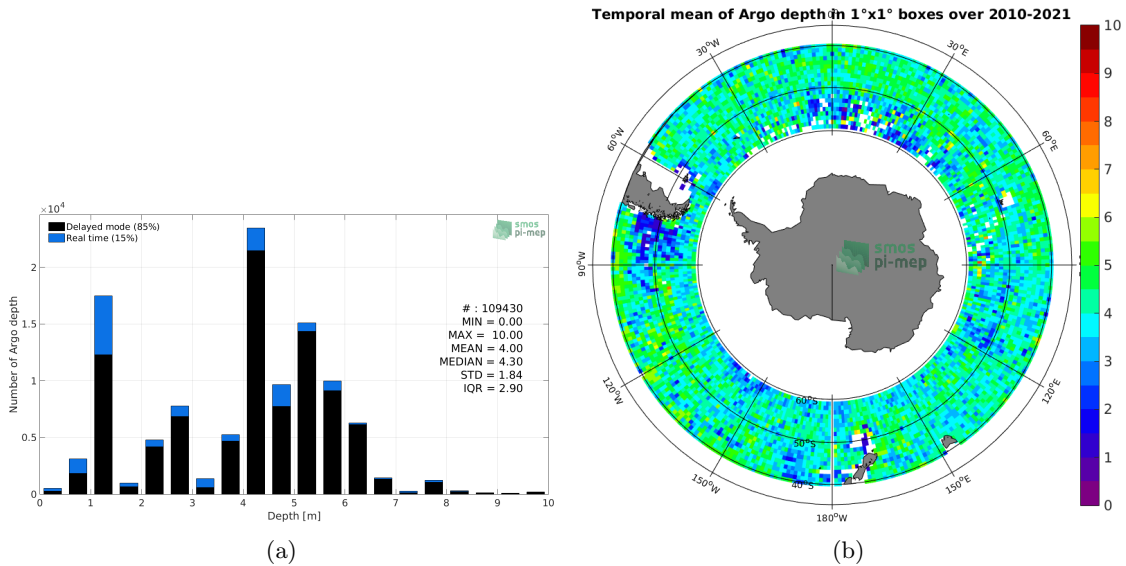 ×10⁴
Delayed mode (85%)
Real time (15%)
smos
pi-mep
Number of Argo depth
2
1.5
1
0.5
0
# : 109430
MIN = 0.00
MAX = 10.00
MEAN = 4.00
MEDIAN = 4.30
STD = 1.84
IQR = 2.90
0 1 2 3 4 5 6 7 8 9 10
Depth [m]
(a)
Temporal mean of Argo depth in 1°x1° boxes over 2010-2021
30°W
30°E
60°W
60°E
90°W
120°W
120°E
150°W
150°E
180°W
60°S
50°S
40°S
smos
pi-mep
10
9
8
7
6
5
4
3
2
1
0
(b)